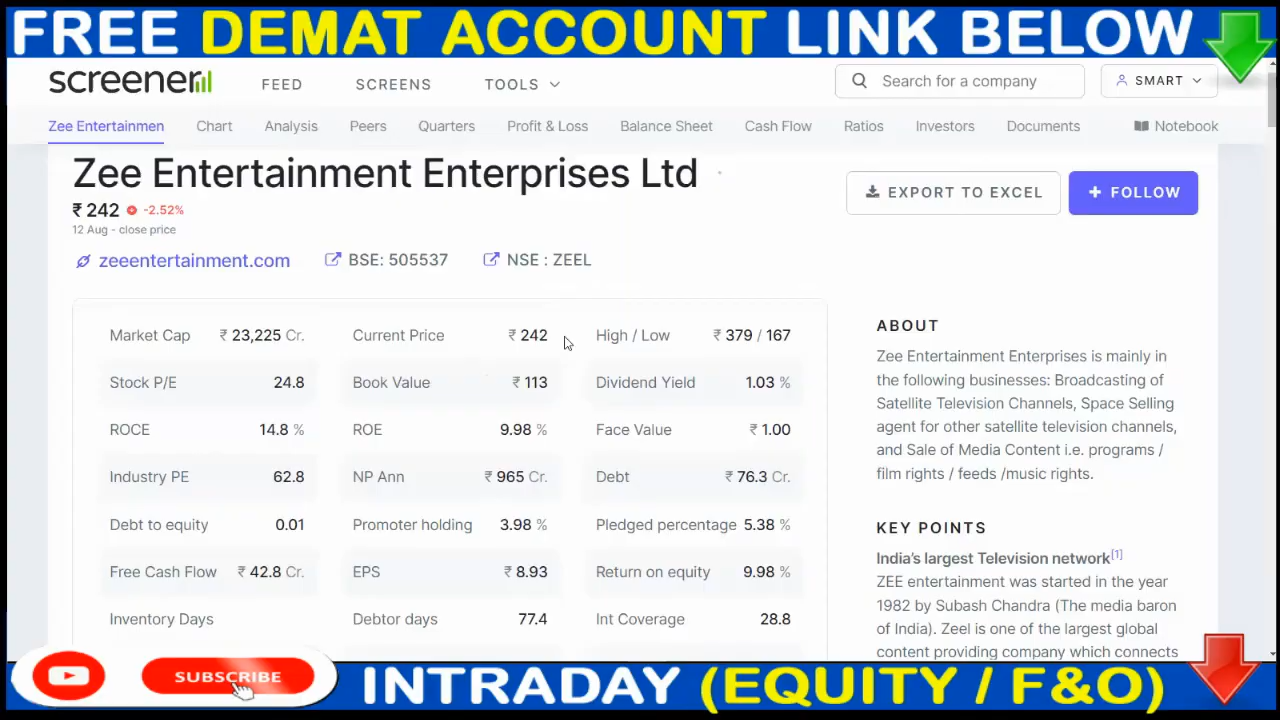 FREE DEMAT ACCOUNT LINK BELOW
screener
FEED
SCREENS
TOOLS
Search for a company
SMART
Zee Entertainmen
Chart
Analysis
Peers
Quarters
Profit & Loss
Balance Sheet
Cash Flow
Ratios
Investors
Documents
Notebook
Zee Entertainment Enterprises Ltd
EXPORT TO EXCEL
+ FOLLOW
₹ 242 -2.52%
12 Aug - close price
zeeentertainment.com
BSE: 505537
NSE : ZEEL
Market Cap ₹ 23,225 Cr.
Current Price ₹ 242
High / Low ₹ 379 / 167
Stock P/E 24.8
Book Value ₹ 113
Dividend Yield 1.03 %
ROCE 14.8 %
ROE 9.98 %
Face Value ₹ 1.00
Industry PE 62.8
NP Ann ₹ 965 Cr.
Debt ₹ 76.3 Cr.
Debt to equity 0.01
Promoter holding 3.98 %
Pledged percentage 5.38 %
Free Cash Flow ₹ 42.8 Cr.
EPS ₹ 8.93
Return on equity 9.98 %
Inventory Days
Debtor days 77.4
Int Coverage 28.8
ABOUT
Zee Entertainment Enterprises is mainly in
the following businesses: Broadcasting of
Satellite Television Channels, Space Selling
agent for other satellite television channels,
and Sale of Media Content i.e. programs /
film rights / feeds /music rights.
KEY POINTS
India's largest Television network[1]
ZEE entertainment was started in the year
1982 by Subash Chandra (The media baron
of India). Zeel is one of the largest global
content providing company which connects
SUBSCRIBE
INTRADAY (EQUITY / F&O)